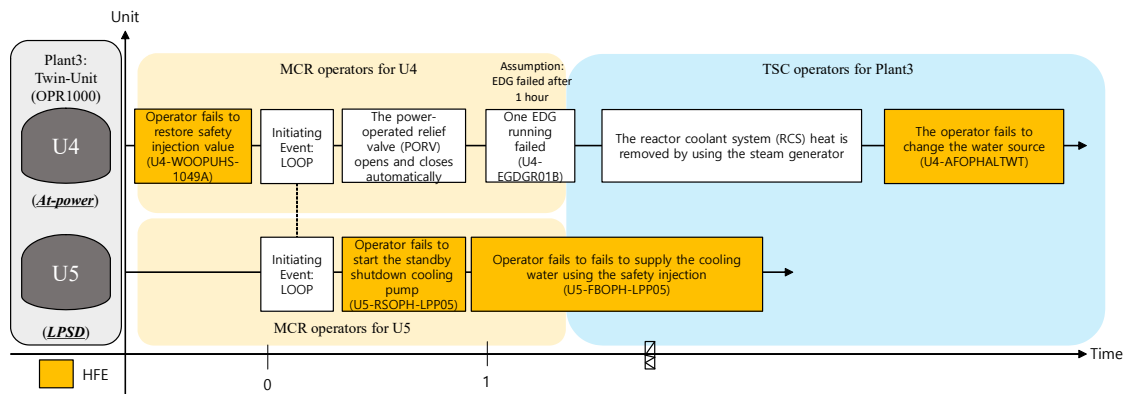 Unit
Plant3:
Twin-Unit
(OPR1000)
U4
(At-power)
U5
(LPSD)
MCR operators for U4
Assumption:
EDG failed after
1 hour
TSC operators for Plant3
Operator fails to
restore safety
injection value
(U4-WOOPUHS-
1049A)
Initiating
Event:
LOOP
The power-
operated relief
valve (PORV)
opens and closes
automatically
One EDG
running
failed
(U4-
EGDGR01B)
The reactor coolant system (RCS) heat is
removed by using the steam generator
The operator fails to
change the water source
(U4-AFOPHALTWT)
Initiating
Event:
LOOP
Operator fails to
start the standby
shutdown cooling
pump
(U5-RSOPH-LPP05)
Operator fails to fails to supply the cooling
water using the safety injection
(U5-FBOPH-LPP05)
MCR operators for U5
Time
HFE
0
1